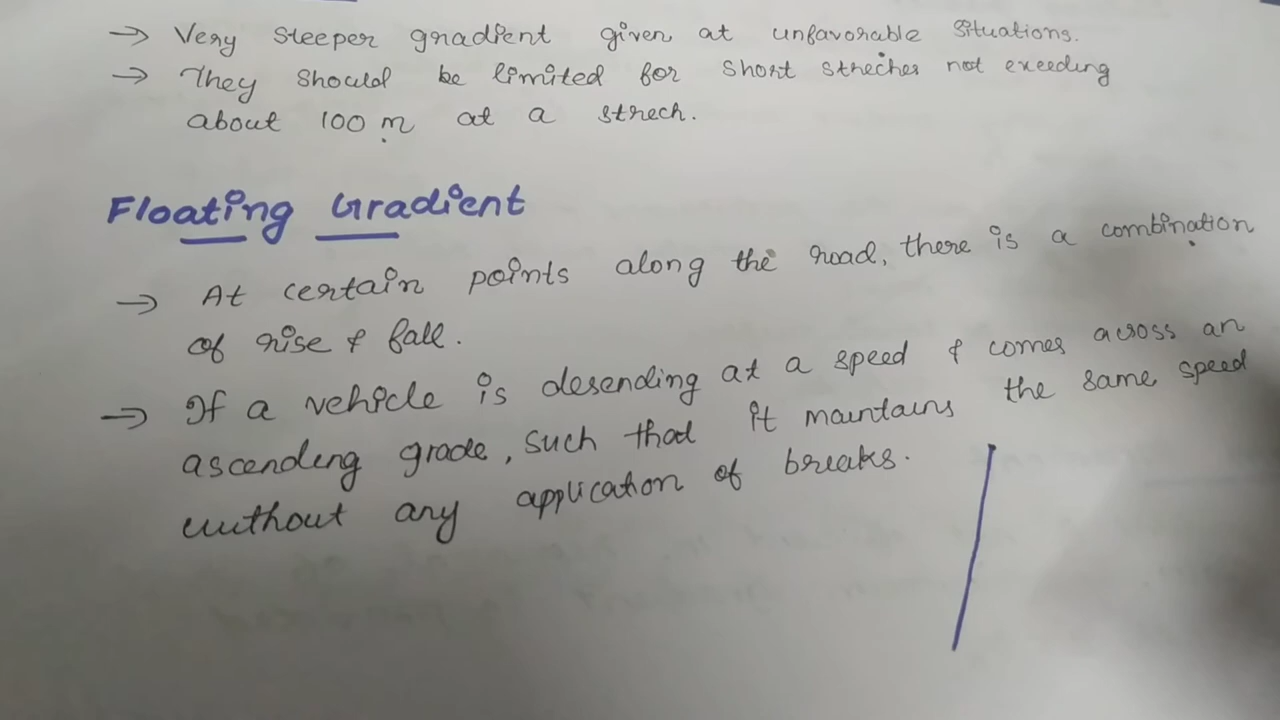 → Very steeper gradient given at unfavorable situations.
→ They should be limited for short streches not exeeding
about 100 m at a strech.
Floating Gradient
→ At certain points along the road, there is a combination
of rise & fall.
→ If a vehicle is desending at a speed & comes across an
ascending grade, such that it maintains the same speed
without any application of breaks.